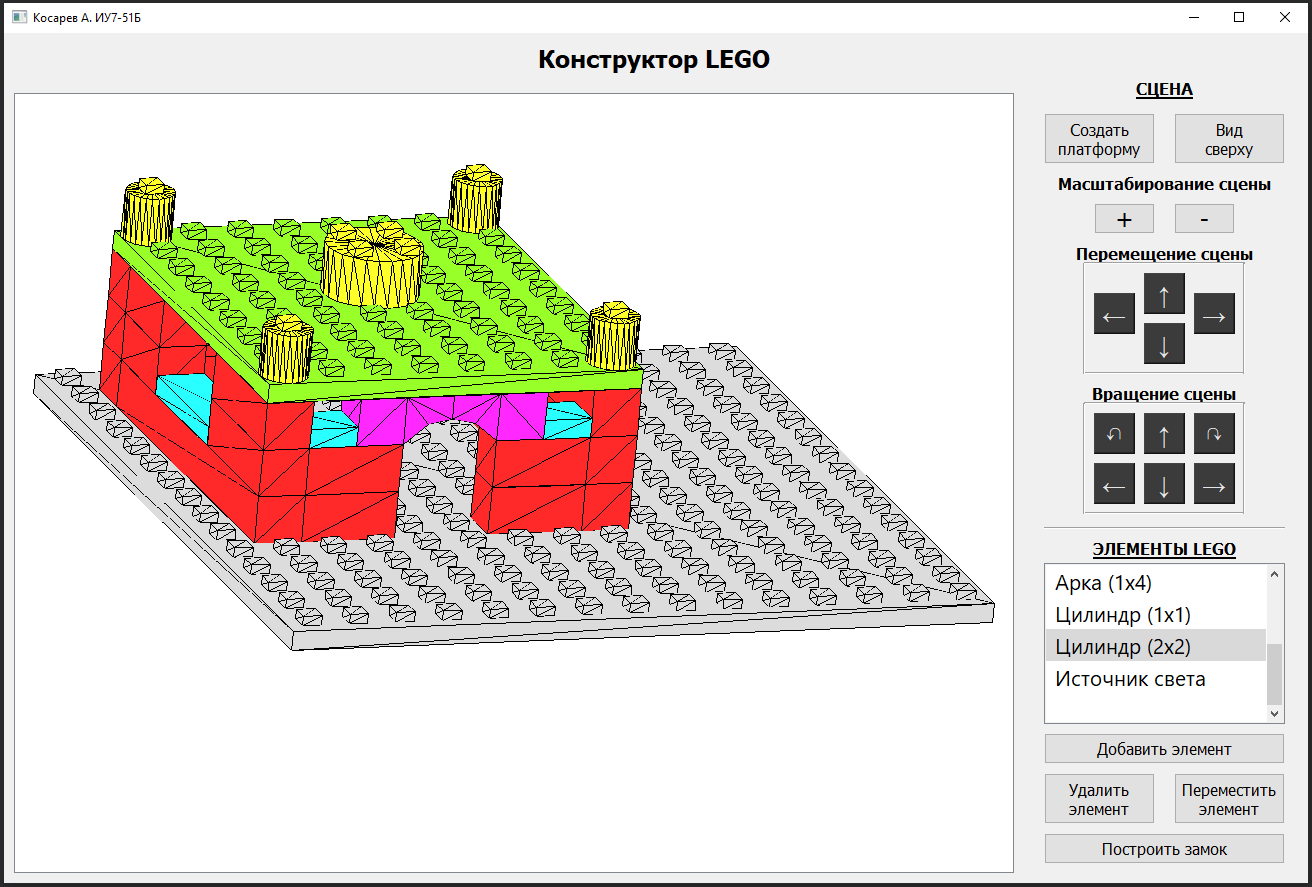 Косарев А. ИУ7-51Б
Конструктор LEGO
СЦЕНА
Создать
платформу
Вид
сверху
Масштабирование сцены
+
-
Перемещение сцены
←
↑
→
↓
Вращение сцены
↶
↑
↷
←
↓
→
ЭЛЕМЕНТЫ LEGO
Арка (1x4)
Цилиндр (1x1)
Цилиндр (2x2)
Источник света
Добавить элемент
Удалить
элемент
Переместить
элемент
Построить замок